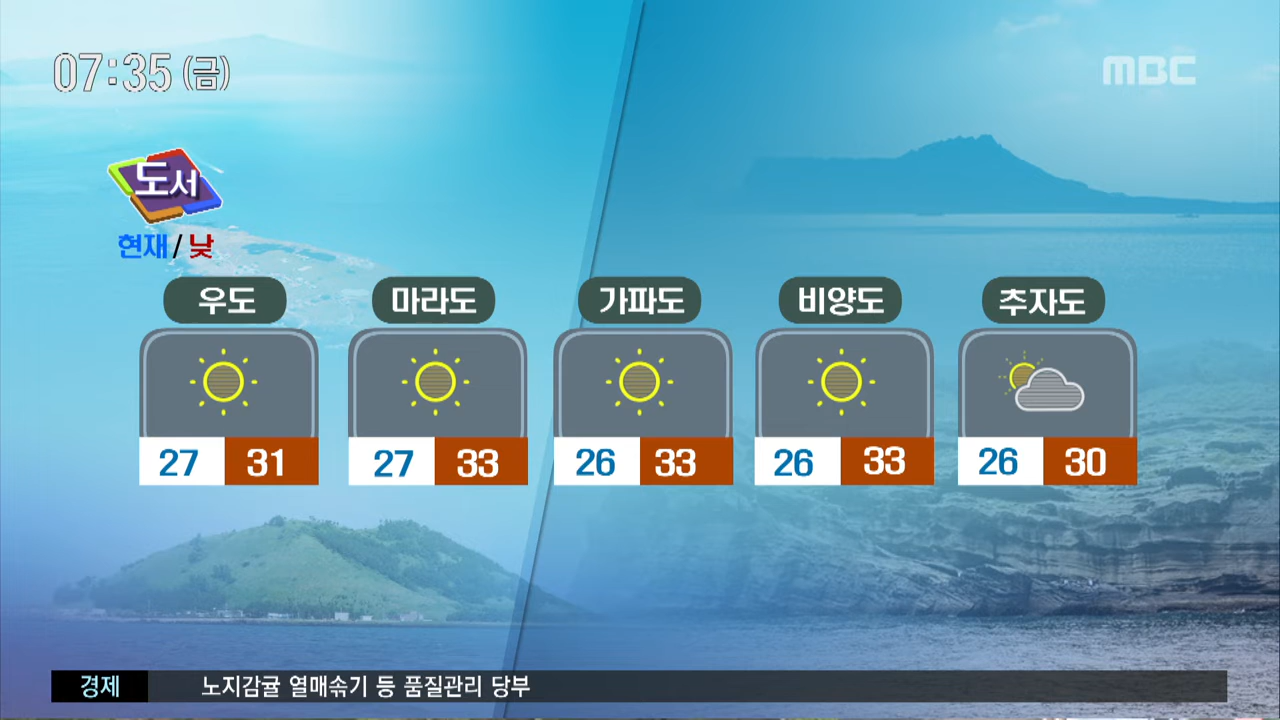 07:35 (금)
MBC
도서
현재/낮
우도
마라도
가파도
비양도
추자도
27 31
27 33
26 33
26 33
26 30
경제
노지감귤 열매솎기 등 품질관리 당부